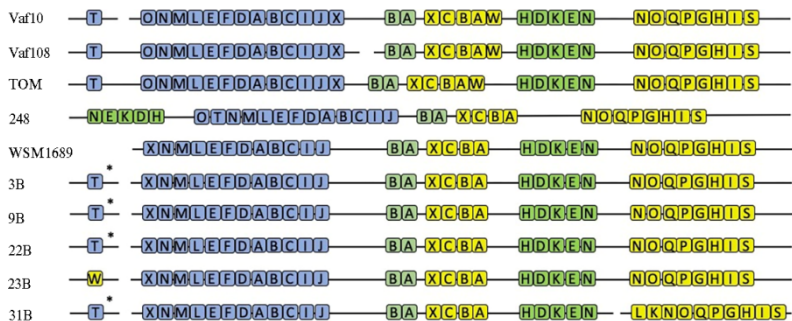 Vaf10 T ONMLEFDABCIJX BA XCBAW HDKEN NOQPGHIS
Vaf108 T ONMLEFDABCIJX BA XCBAW HDKEN NOQPGHIS
TOM T ONMLEFDABCIJX BA XCBAW HDKEN NOQPGHIS
248 NEKDH OTNMLEFDABCIJ BA XCBA NOQPGHIS
WSM1689 XNMLEFDABCIJ BA XCBA HDKEN NOQPGHIS
3B T * XNMLEFDABCIJ BA XCBA HDKEN NOQPGHIS
9B T * XNMLEFDABCIJ BA XCBA HDKEN NOQPGHIS
22B T * XNMLEFDABCIJ BA XCBA HDKEN NOQPGHIS
23B W XNMLEFDABCIJ BA XCBA HDKEN NOQPGHIS
31B T * XNMLEFDABCIJ BA XCBA HDKEN LKNOQPGHIS